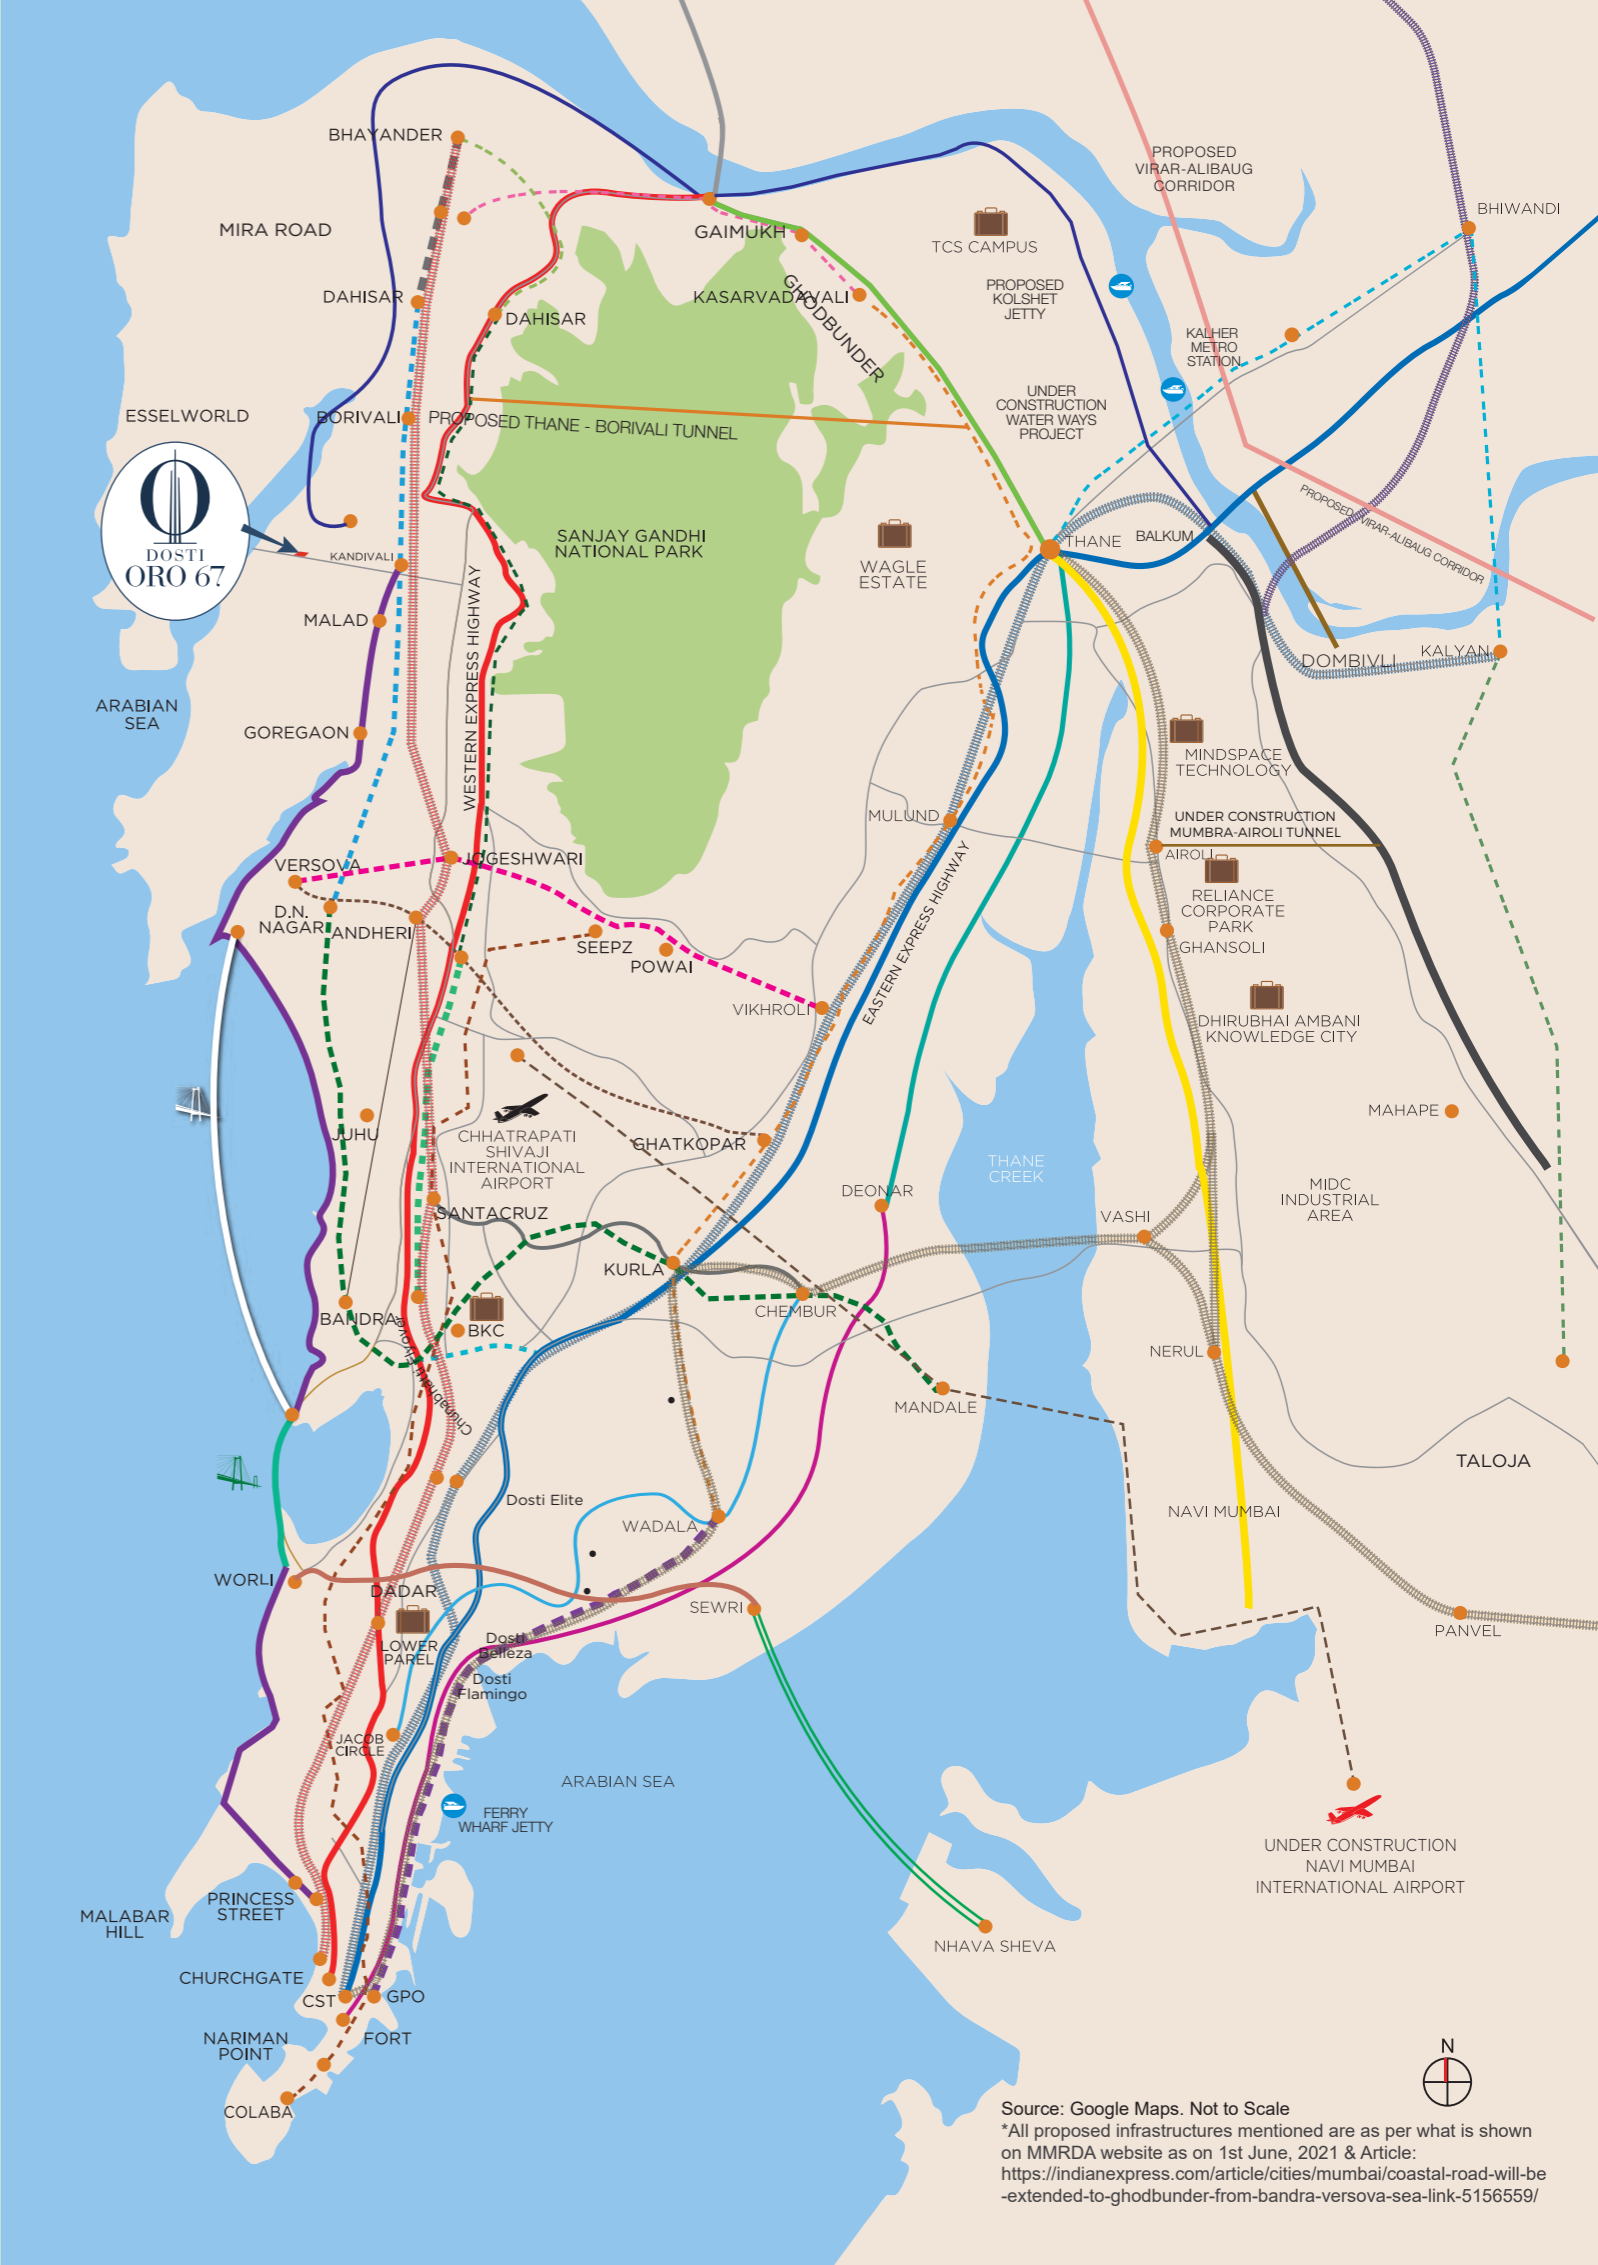 BHAYANDER
PROPOSED
VIRAR-ALIBAUG
CORRIDOR
BHIWANDI
MIRA ROAD
GAIMUKH
TCS CAMPUS
DAHISAR
DAHISAR
KASARVADAVALI
GHODBUNDER
PROPOSED
KOLSHET
JETTY
KALHER
METRO
STATION
ESSELWORLD
BORIVALI
PROPOSED THANE - BORIVALI TUNNEL
UNDER
CONSTRUCTION
WATER WAYS
PROJECT
DOSTI
ORO 67
KANDIVALI
SANJAY GANDHI
NATIONAL PARK
WAGLE
ESTATE
THANE
BALKUM
PROPOSED VIRAR-ALIBAUG CORRIDOR
MALAD
WESTERN EXPRESS HIGHWAY
DOMBIVLI
KALYAN
ARABIAN
SEA
GOREGAON
MINDSPACE
TECHNOLOGY
MULUND
UNDER CONSTRUCTION
MUMBRA-AIROLI TUNNEL
AIROLI
VERSOVA
JOGESHWARI
EASTERN EXPRESS HIGHWAY
RELIANCE
CORPORATE
PARK
D.N.
NAGAR
ANDHERI
SEEPZ
POWAI
GHANSOLI
VIKHROLI
DHIRUBHAI AMBANI
KNOWLEDGE CITY
JUHU
CHHATRAPATI
SHIVAJI
INTERNATIONAL
AIRPORT
GHATKOPAR
MAHAPE
THANE
CREEK
DEONAR
MIDC
INDUSTRIAL
AREA
SANTACRUZ
VASHI
KURLA
CHEMBUR
BANDRA
BKC
Chunabhatti Flyover
NERUL
MANDALE
TALOJA
Dosti Elite
WADALA
NAVI MUMBAI
WORLI
DADAR
SEWRI
LOWER
PAREL
Dosti
Belleza
Dosti
Flamingo
PANVEL
JACOB
CIRCLE
ARABIAN SEA
FERRY
WHARF JETTY
UNDER CONSTRUCTION
NAVI MUMBAI
INTERNATIONAL AIRPORT
PRINCESS
STREET
MALABAR
HILL
NHAVA SHEVA
CHURCHGATE
CST
GPO
NARIMAN
POINT
FORT
COLABA
N
Source: Google Maps. Not to Scale
*All proposed infrastructures mentioned are as per what is shown
on MMRDA website as on 1st June, 2021 & Article:
https://indianexpress.com/article/cities/mumbai/coastal-road-will-be
-extended-to-ghodbunder-from-bandra-versova-sea-link-5156559/